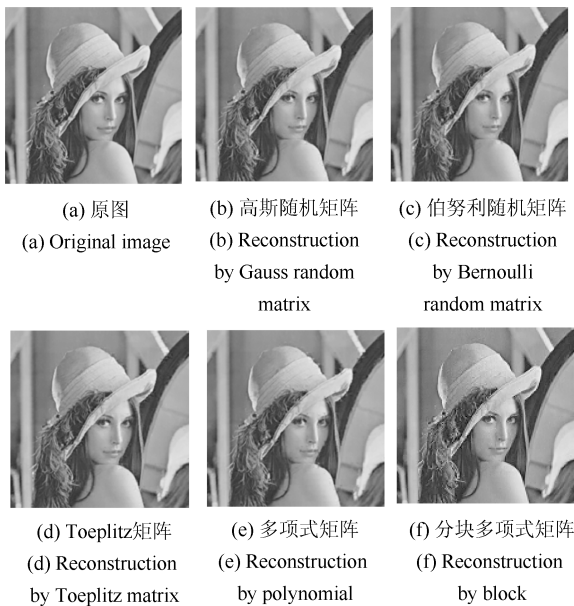 (a) 原图
(a) Original image
(b) 高斯随机矩阵
(b) Reconstruction
by Gauss random
matrix
(c) 伯努利随机矩阵
(c) Reconstruction
by Bernoulli
random matrix
(d) Toeplitz矩阵
(d) Reconstruction
by Toeplitz matrix
(e) 多项式矩阵
(e) Reconstruction
by polynomial
(f) 分块多项式矩阵
(f) Reconstruction
by block